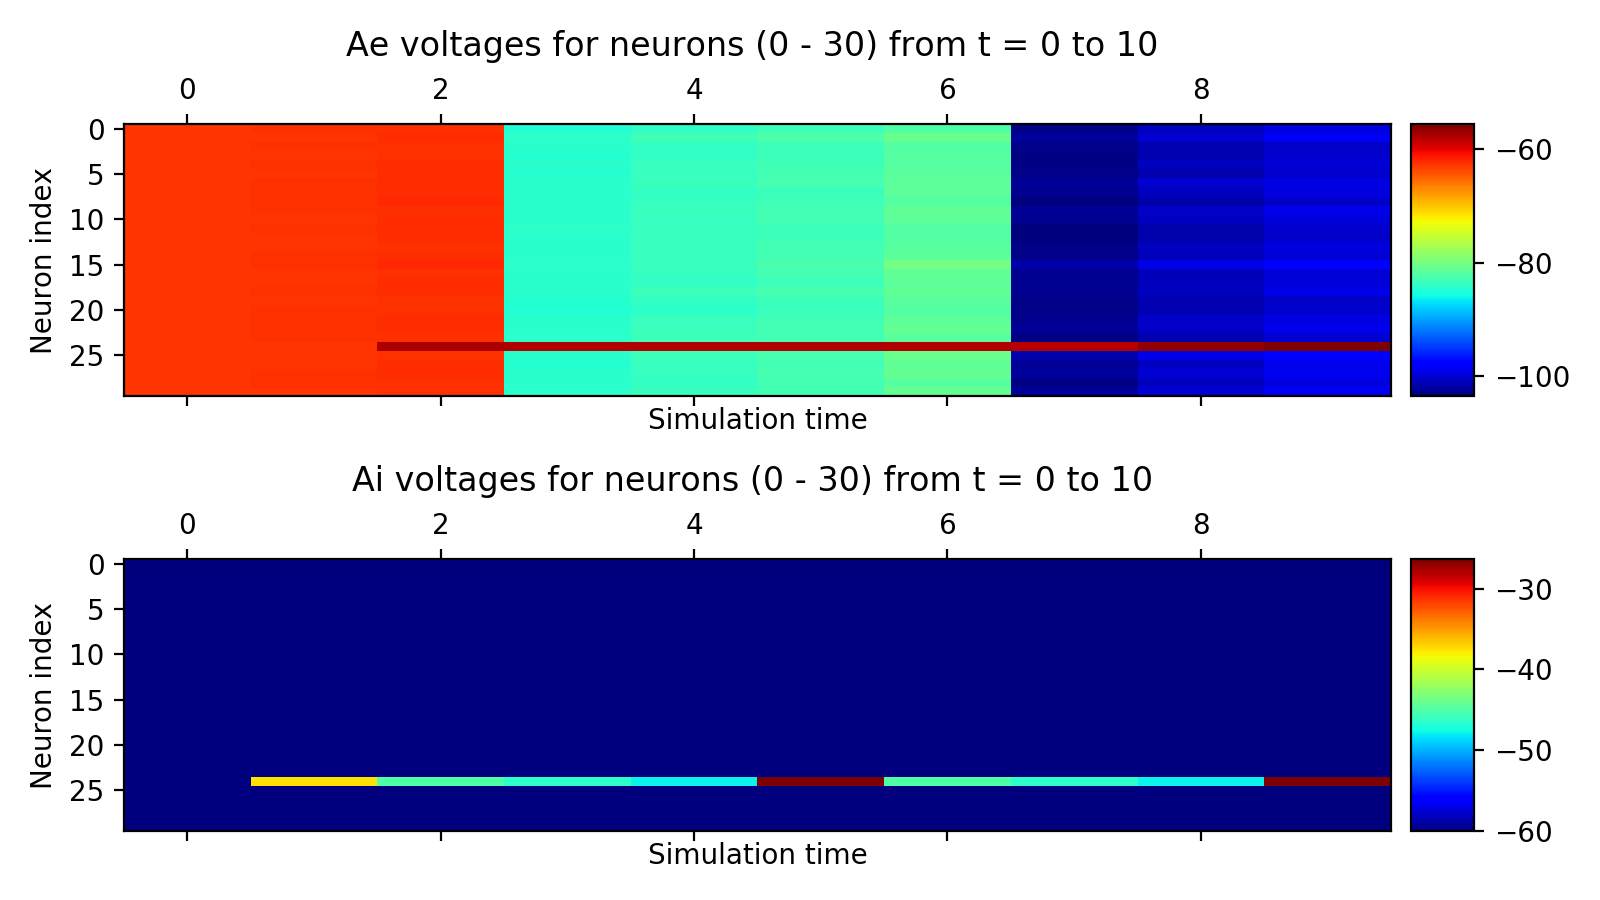 Ae voltages for neurons (0 - 30) from t = 0 to 10
0 2 4 6 8
Neuron index
0
5
10
15
20
25
Simulation time
−60
−80
−100
Ai voltages for neurons (0 - 30) from t = 0 to 10
0 2 4 6 8
Neuron index
0
5
10
15
20
25
Simulation time
−30
−40
−50
−60